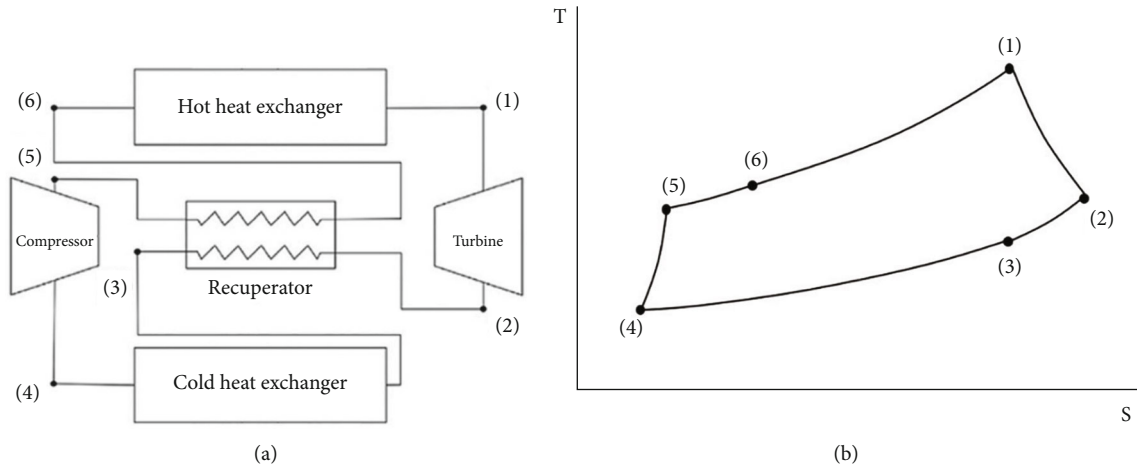 (6)
Hot heat exchanger
(1)
(5)
Compressor
Turbine
(3)
Recuperator
(2)
(4)
Cold heat exchanger
(a)
T
(1)
(6)
(5)
(2)
(3)
(4)
S
(b)